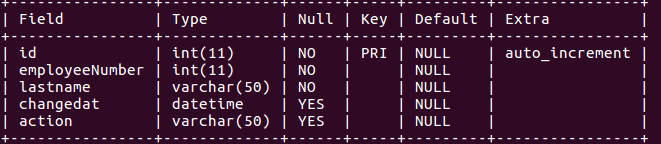 +----------------+-------------+------+-----+---------+----------------+
| Field          | Type        | Null | Key | Default | Extra          |
+----------------+-------------+------+-----+---------+----------------+
| id             | int(11)     | NO   | PRI | NULL    | auto_increment |
| employeeNumber | int(11)     | NO   |     | NULL    |                |
| lastname       | varchar(50) | NO   |     | NULL    |                |
| changedat      | datetime    | YES  |     | NULL    |                |
| action         | varchar(50) | YES  |     | NULL    |                |
+----------------+-------------+------+-----+---------+----------------+